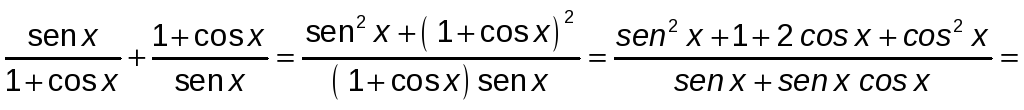 sen x / 1+cos x + 1+cos x / sen x = sen² x +( 1+cos x)² / ( 1+cos x) sen x = sen² x +1+2 cos x+cos² x / sen x+sen x cos x =